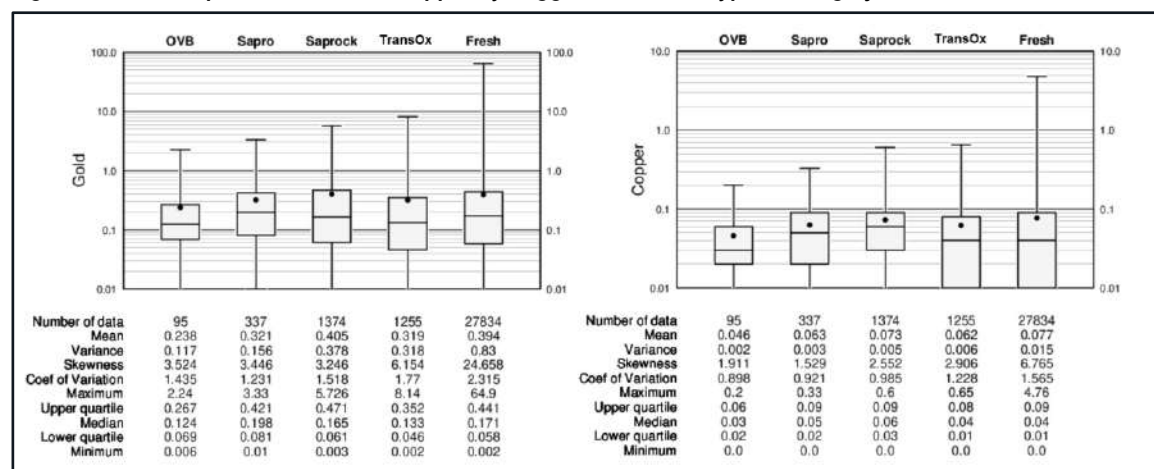 OVB Sapro Saprock TransOx Fresh
100.0 100.0
10.0 10.0
1.0 1.0
0.1 0.1
0.01 0.01
Gold
Number of data 95 337 1374 1255 27834
Mean 0.238 0.321 0.405 0.319 0.394
Variance 0.117 0.156 0.378 0.318 0.83
Skewness 3.524 3.446 3.246 6.154 24.658
Coef of Variation 1.435 1.231 1.518 1.77 2.315
Maximum 2.24 3.33 5.726 8.14 64.9
Upper quartile 0.267 0.421 0.471 0.352 0.441
Median 0.124 0.198 0.165 0.133 0.171
Lower quartile 0.069 0.081 0.061 0.046 0.058
Minimum 0.006 0.01 0.003 0.002 0.002
OVB Sapro Saprock TransOx Fresh
10.0 10.0
1.0 1.0
0.1 0.1
0.01 0.01
Copper
Number of data 95 337 1374 1255 27834
Mean 0.046 0.063 0.073 0.062 0.077
Variance 0.002 0.003 0.005 0.006 0.015
Skewness 1.911 1.529 2.552 2.906 6.765
Coef of Variation 0.898 0.921 0.985 1.228 1.565
Maximum 0.2 0.33 0.6 0.65 4.76
Upper quartile 0.06 0.09 0.09 0.08 0.09
Median 0.03 0.05 0.06 0.04 0.04
Lower quartile 0.02 0.02 0.03 0.01 0.01
Minimum 0.0 0.0 0.0 0.0 0.0